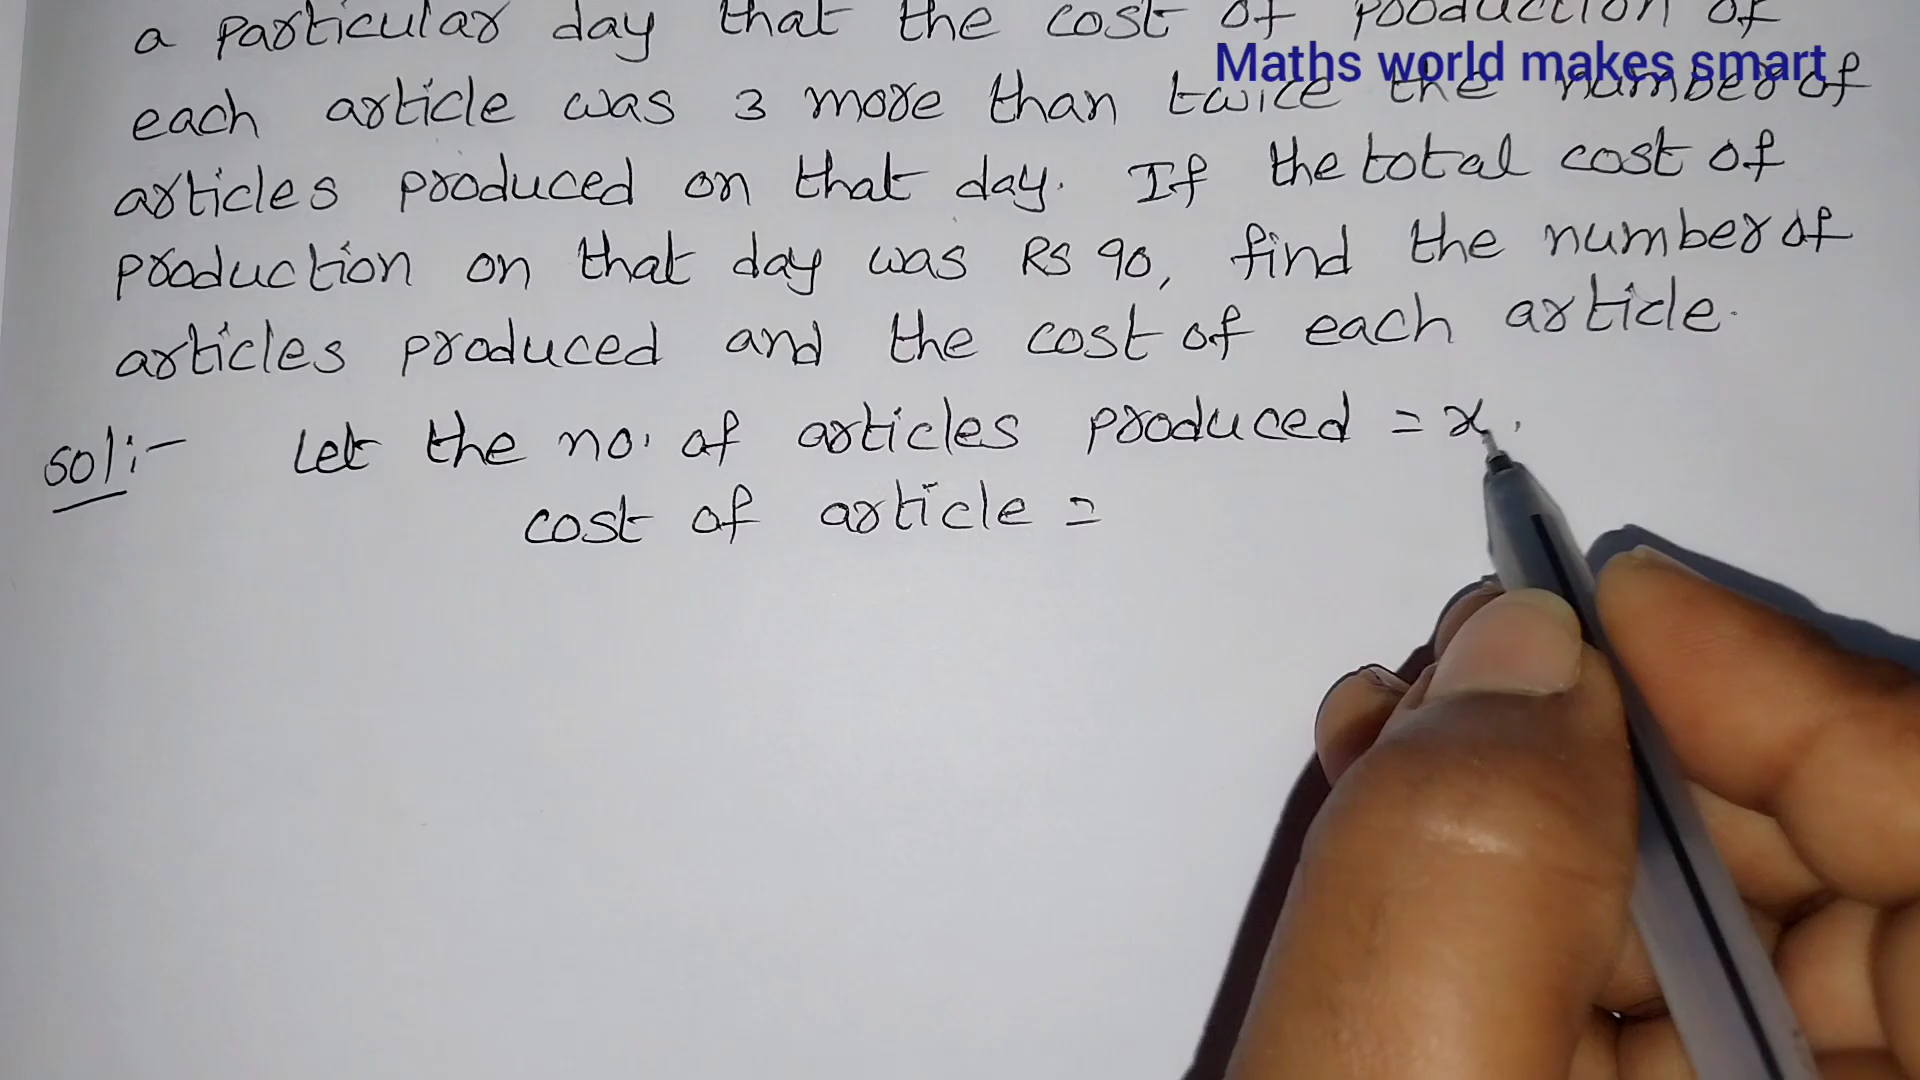 a particular day that the cost of production of
Maths world makes smart
each article was 3 more than twice the number of
articles produced on that day. If the total cost of
production on that day was Rs 90, find the number of
articles produced and the cost of each article.
sol:- Let the no. of articles produced = x.
cost of article =